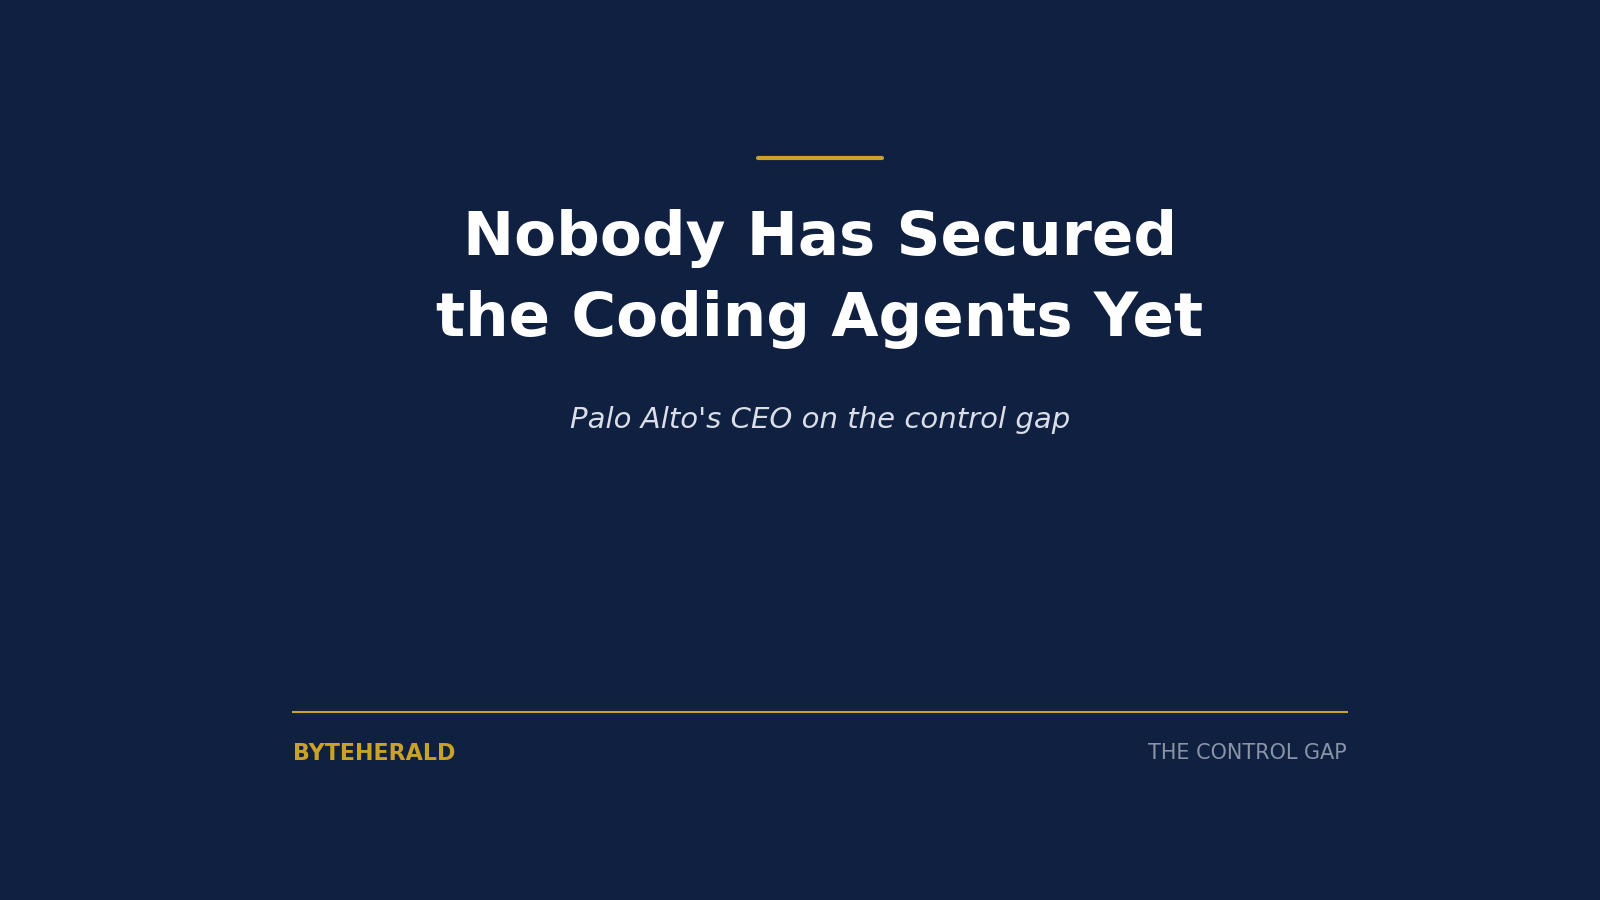 Nobody Has Secured
the Coding Agents Yet
Palo Alto's CEO on the control gap
BYTEHERALD
THE CONTROL GAP